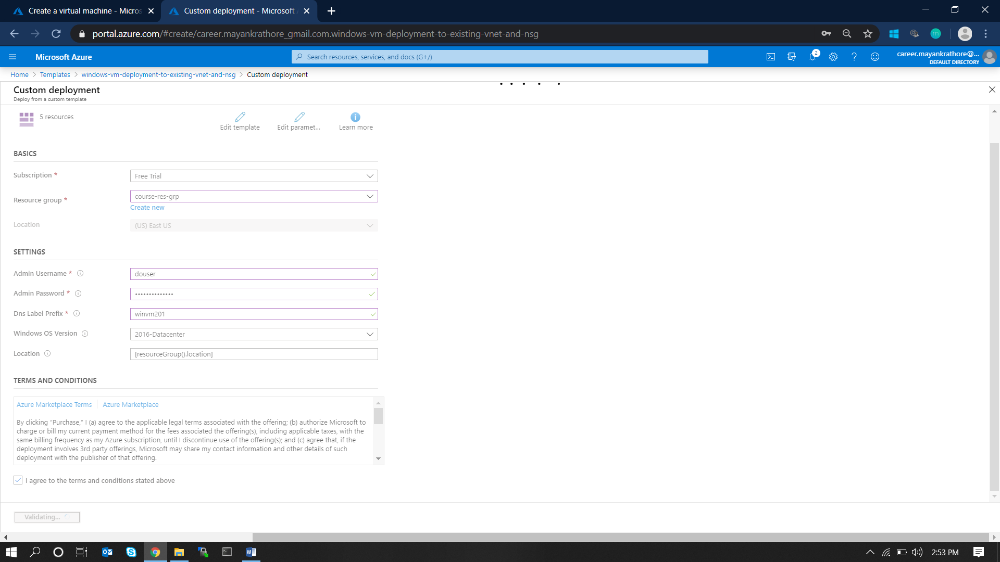 Create a virtual machine - Micros
Custom deployment - Microsoft A
portal.azure.com/#create/career.mayankrathore_gmail.com.windows-vm-deployment-to-existing-vnet-and-nsg
m
Microsoft Azure
Search resources, services, and docs (G+/)
2
career.mayankrathore@...
DEFAULT DIRECTORY
Home > Templates > windows-vm-deployment-to-existing-vnet-and-nsg > Custom deployment
Custom deployment
Deploy from a custom template
5 resources
Edit template
Edit paramet...
Learn more
BASICS
Subscription *
Free Trial
Resource group *
course-res-grp
Create new
Location
(US) East US
SETTINGS
Admin Username *
douser
Admin Password *
••••••••••••••
Dns Label Prefix *
winvm201
Windows OS Version
2016-Datacenter
Location
[resourceGroup().location]
TERMS AND CONDITIONS
Azure Marketplace Terms | Azure Marketplace
By clicking “Purchase,” I (a) agree to the applicable legal terms associated with the offering; (b) authorize Microsoft to
charge or bill my current payment method for the fees associated the offering(s), including applicable taxes, with the
same billing frequency as my Azure subscription, until I discontinue use of the offering(s); and (c) agree that, if the
deployment involves 3rd party offerings, Microsoft may share my contact information and other details of such
deployment with the publisher of that offering.
I agree to the terms and conditions stated above
Validating...
2:53 PM